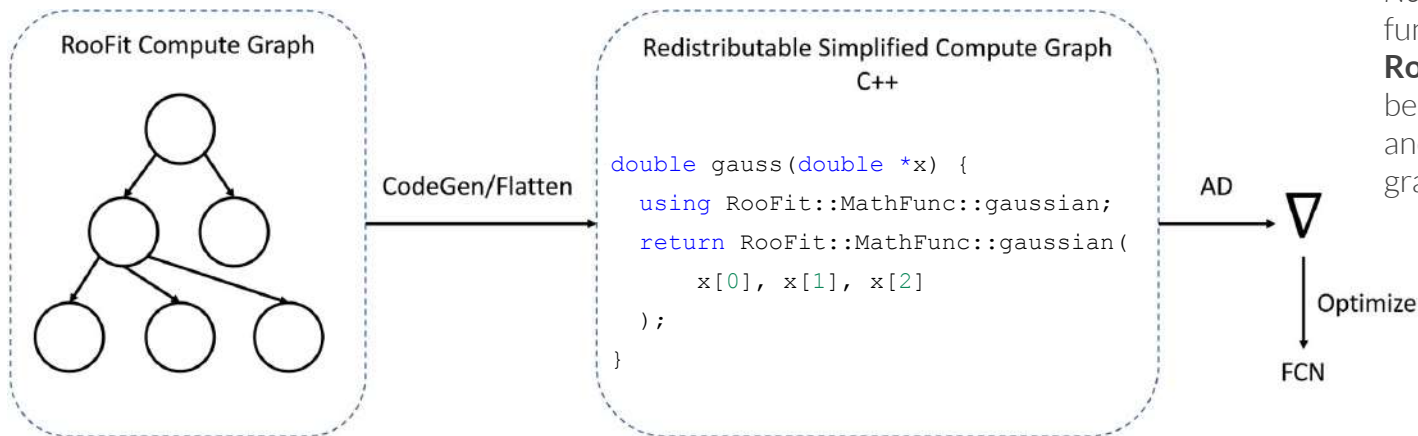 RooFit Compute Graph
CodeGen/Flatten
Redistributable Simplified Compute Graph
C++
double gauss(double *x) {
using RooFit::MathFunc::gaussian;
return RooFit::MathFunc::gaussian(
x[0], x[1], x[2]
);
}
AD
∇
Optimize
FCN